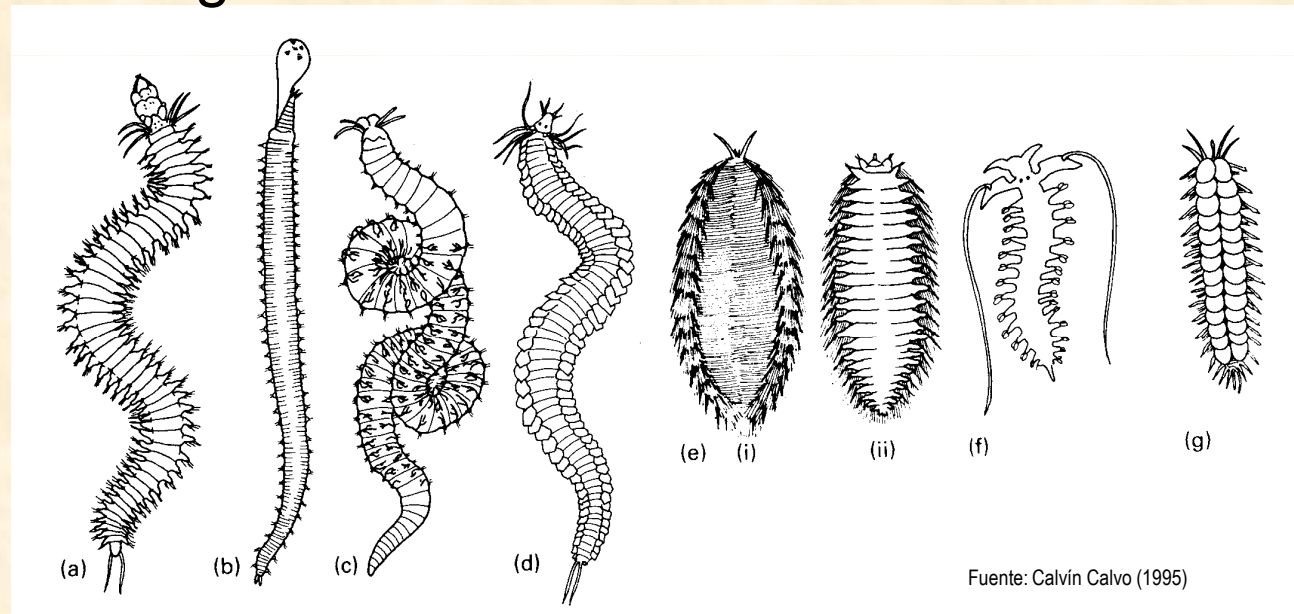 (a)
(b)
(c)
(d)
(e) (i)
(ii)
(f)
(g)
Fuente: Calvín Calvo (1995)